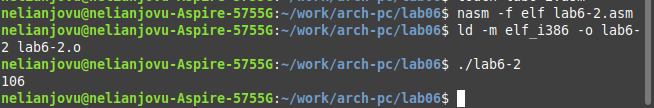 nelianjovu@nelianjovu-Aspire-5755G:~/work/arch-pc/lab06$ nasm -f elf lab6-2.asm
nelianjovu@nelianjovu-Aspire-5755G:~/work/arch-pc/lab06$ ld -m elf_i386 -o lab6-
2 lab6-2.o
nelianjovu@nelianjovu-Aspire-5755G:~/work/arch-pc/lab06$ ./lab6-2
106
nelianjovu@nelianjovu-Aspire-5755G:~/work/arch-pc/lab06$